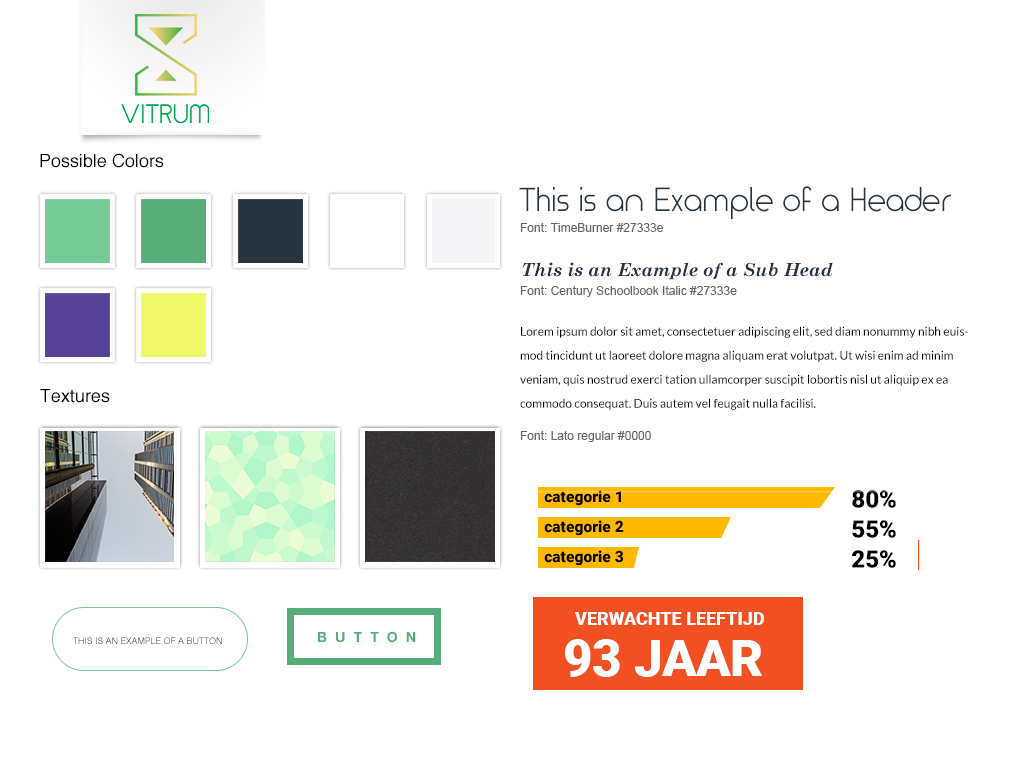 VITRUM
Possible Colors
This is an Example of a Header
Font: TimeBurner #27333e
This is an Example of a Sub Head
Font: Century Schoolbook Italic #27333e
Lorem ipsum dolor sit amet, consectetuer adipiscing elit, sed diam nonummy nibh euis-
mod tincidunt ut laoreet dolore magna aliquam erat volutpat. Ut wisi enim ad minim
veniam, quis nostrud exerci tation ullamcorper suscipit lobortis nisl ut aliquip ex ea
commodo consequat. Duis autem vel feugait nulla facilisi.
Font: Lato regular #0000
Textures
categorie 1 80%
categorie 2 55%
categorie 3 25%
THIS IS AN EXAMPLE OF A BUTTON
BUTTON
VERWACHTE LEEFTIJD
93 JAAR